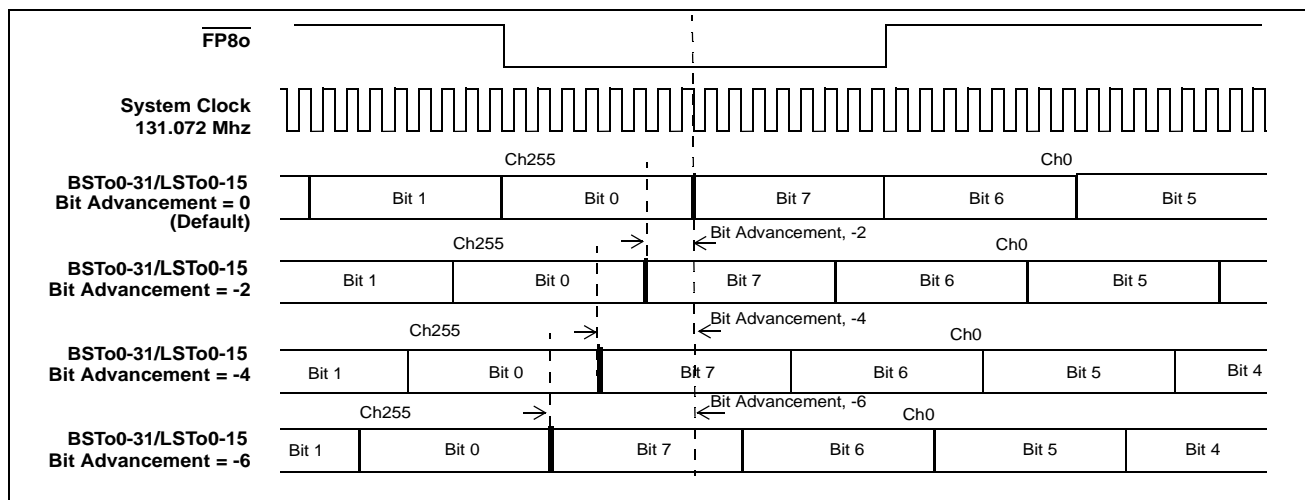 FP8o
System Clock
131.072 Mhz
Ch255 Ch0
BSTo0-31/LSTo0-15
Bit Advancement = 0
(Default)
Bit 1 Bit 0 Bit 7 Bit 6 Bit 5
Bit Advancement, -2
Ch255 Ch0
BSTo0-31/LSTo0-15
Bit Advancement = -2
Bit 1 Bit 0 Bit 7 Bit 6 Bit 5
Bit Advancement, -4
Ch255 Ch0
BSTo0-31/LSTo0-15
Bit Advancement = -4
Bit 1 Bit 0 Bit 7 Bit 6 Bit 5 Bit 4
Bit Advancement, -6
Ch255 Ch0
BSTo0-31/LSTo0-15
Bit Advancement = -6
Bit 1 Bit 0 Bit 7 Bit 6 Bit 5 Bit 4